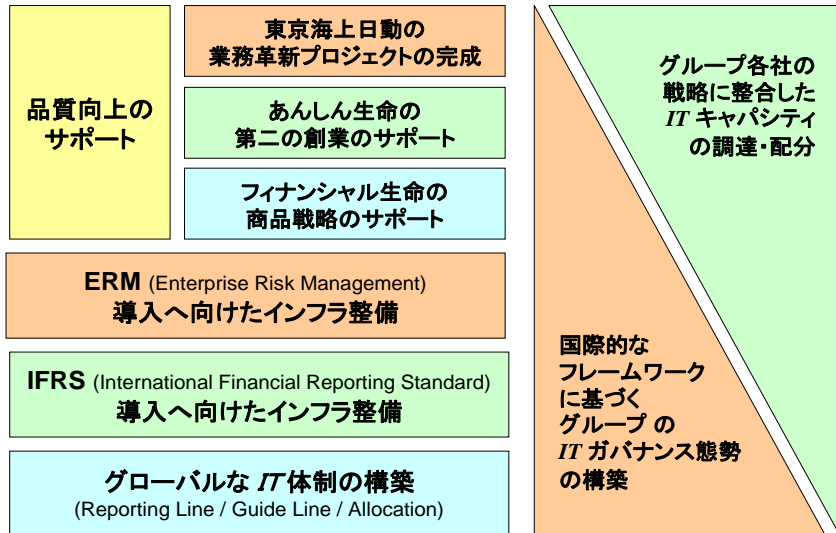 品質向上の
サポート
東京海上日動の
業務革新プロジェクトの完成
あんしん生命の
第二の創業のサポート
フィナンシャル生命の
商品戦略のサポート
ERM (Enterprise Risk Management)
導入へ向けたインフラ整備
IFRS (International Financial Reporting Standard)
導入へ向けたインフラ整備
グローバルな IT 体制の構築
(Reporting Line / Guide Line / Allocation)
グループ各社の
戦略に整合した
IT キャパシティ
の調達・配分
国際的な
フレームワーク
に基づく
グループ の
IT ガバナンス態勢
の構築